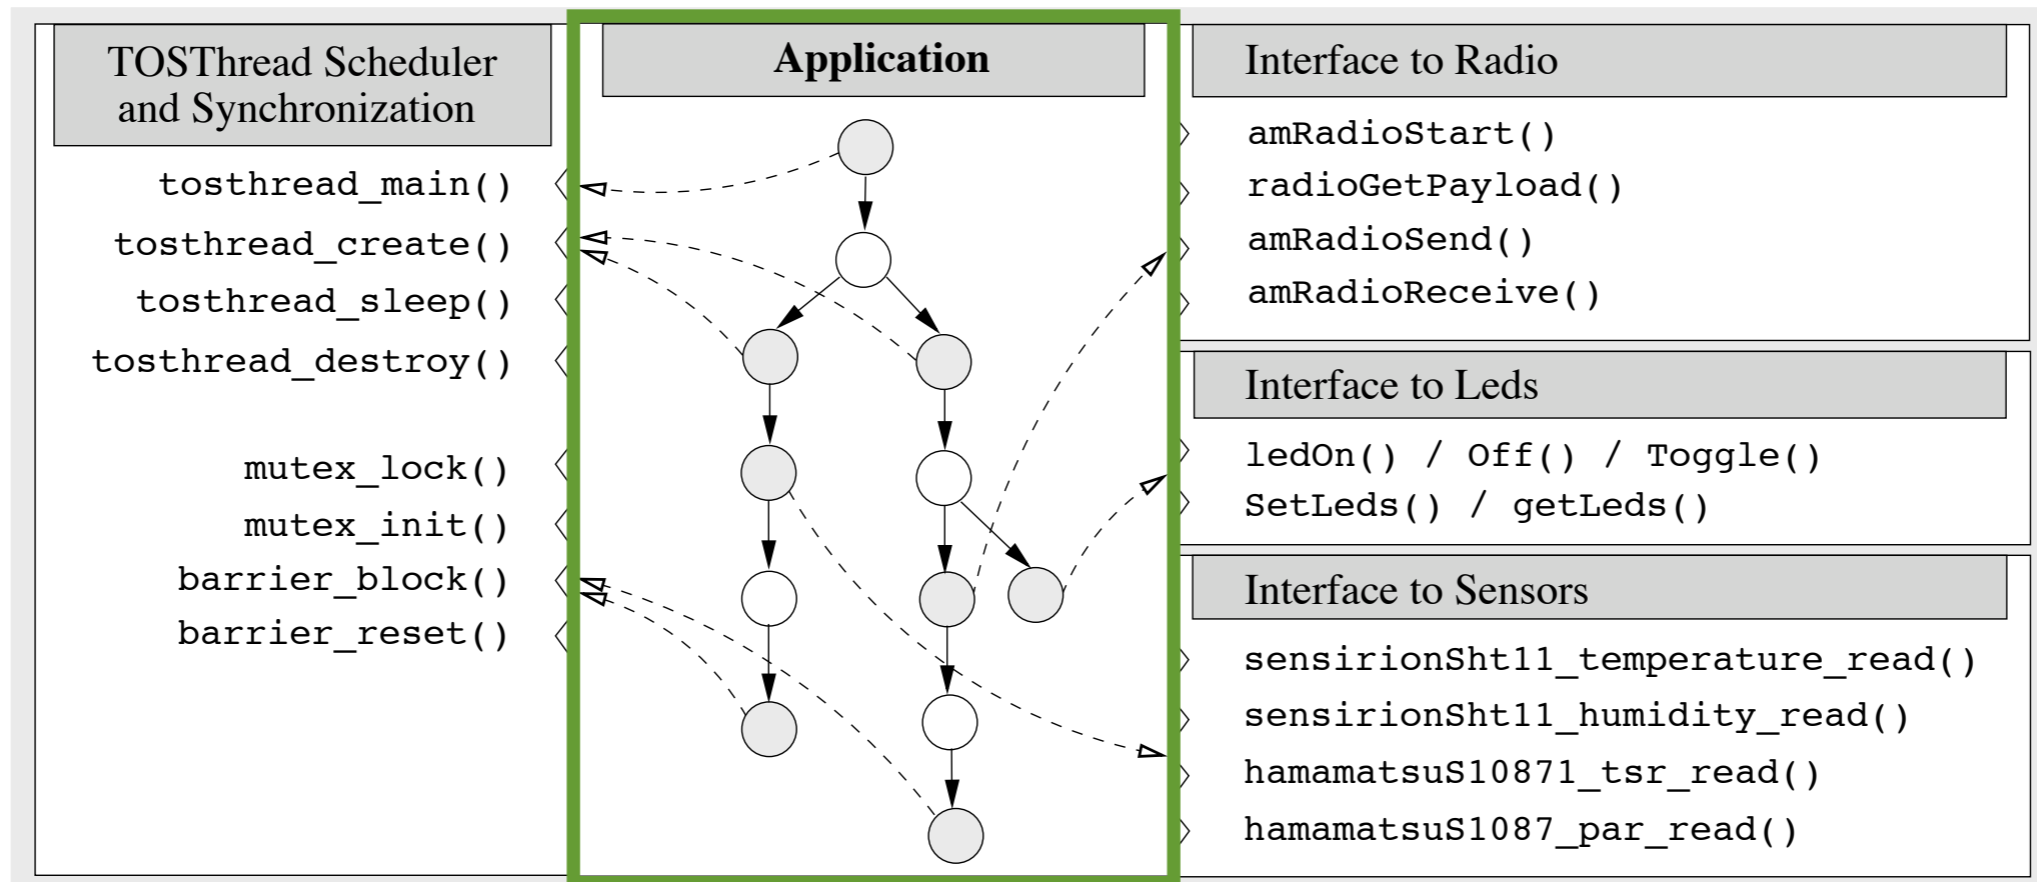 TOSThread Scheduler
and Synchronization
tosthread_main()
tosthread_create()
tosthread_sleep()
tosthread_destroy()
mutex_lock()
mutex_init()
barrier_block()
barrier_reset()
Application
Interface to Radio
amRadioStart()
radioGetPayload()
amRadioSend()
amRadioReceive()
Interface to Leds
ledOn() / Off() / Toggle()
SetLeds() / getLeds()
Interface to Sensors
sensirionSht11_temperature_read()
sensirionSht11_humidity_read()
hamamatsuS10871_tsr_read()
hamamatsuS1087_par_read()